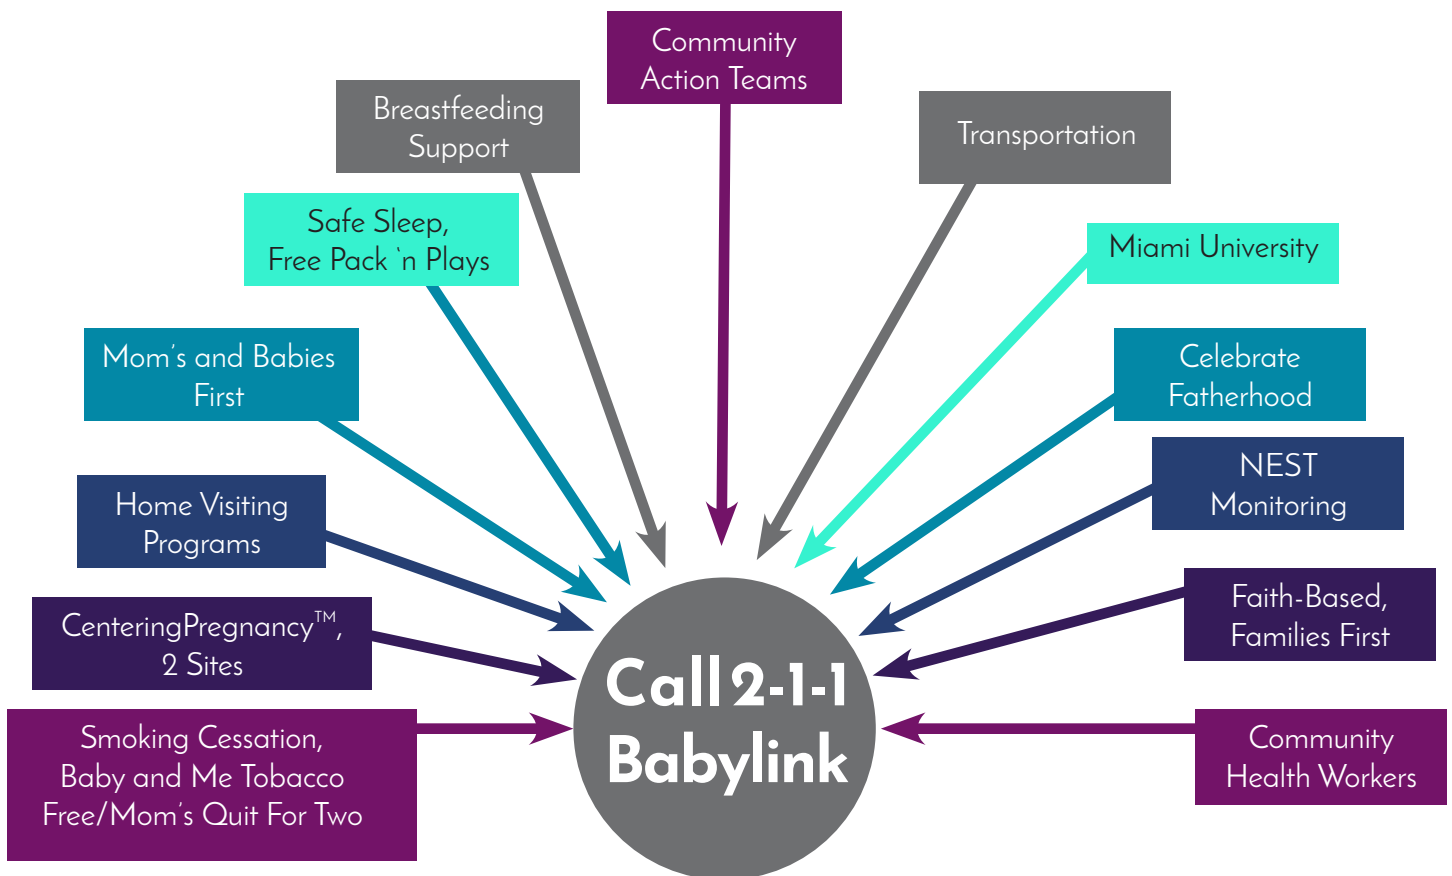 Community
Action Teams
Breastfeeding
Support
Transportation
Safe Sleep,
Free Pack ‘n Plays
Miami University
Mom’s and Babies
First
Celebrate
Fatherhood
Home Visiting
Programs
NEST
Monitoring
CenteringPregnancy™,
2 Sites
Faith-Based,
Families First
Smoking Cessation,
Baby and Me Tobacco
Free/Mom’s Quit For Two
Community
Health Workers
Call 2-1-1
Babylink